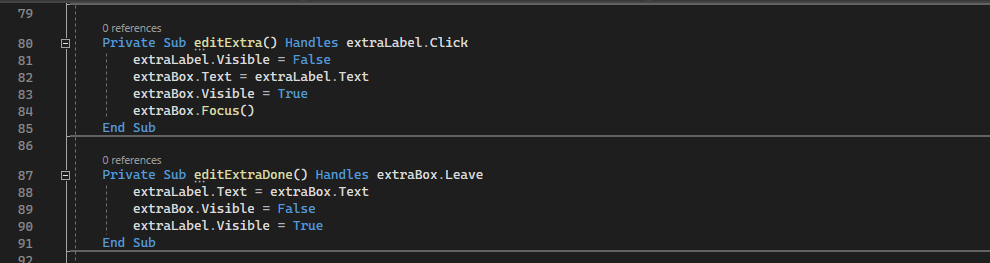 79
0 references
80 Private Sub editExtra() Handles extraLabel.Click
81 extraLabel.Visible = False
82 extraBox.Text = extraLabel.Text
83 extraBox.Visible = True
84 extraBox.Focus()
85 End Sub
86
0 references
87 Private Sub editExtraDone() Handles extraBox.Leave
88 extraLabel.Text = extraBox.Text
89 extraBox.Visible = False
90 extraLabel.Visible = True
91 End Sub
92